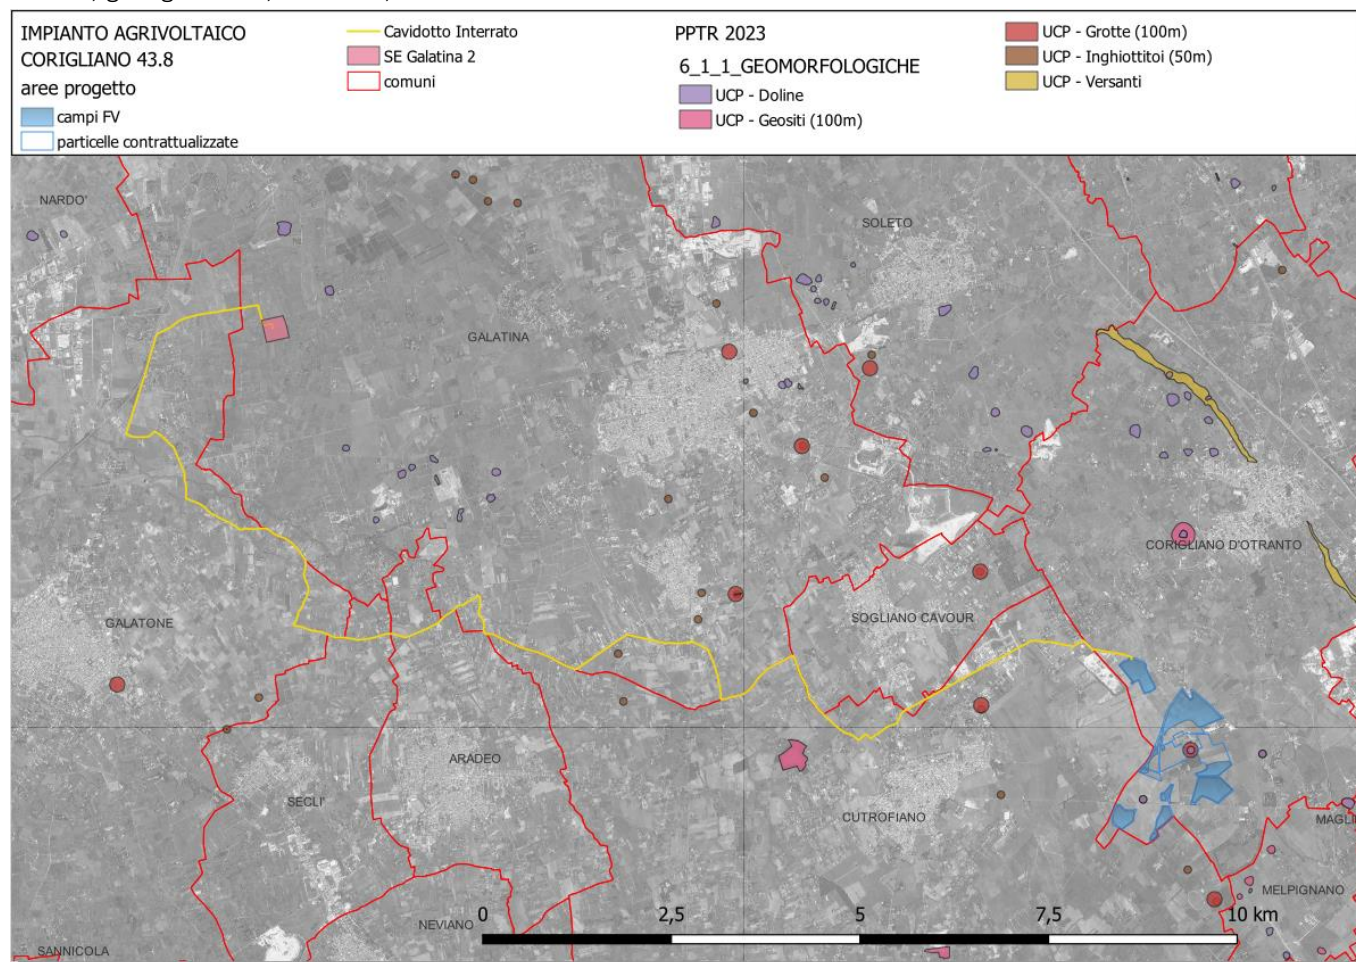 IMPIANTO AGRIVOLTAICO
CORIGLIANO 43.8
aree progetto
campi FV
particelle contrattualizzate
Cavidotto Interrato
SE Galatina 2
comuni
PPTR 2023
6_1_1_GEOMORFOLOGICHE
UCP - Doline
UCP - Geositi (100m)
UCP - Grotte (100m)
UCP - Inghiottitoi (50m)
UCP - Versanti
NARDO'
SOLETO
GALATINA
CORIGLIANO D'OTRANTO
GALATONE
SOGLIANO CAVOUR
ARADEO
SECLI'
CUTROFIANO
MAGLI
MELPIGNANO
NEVIANO
SANNICOLA
0 2,5 5 7,5 10 km